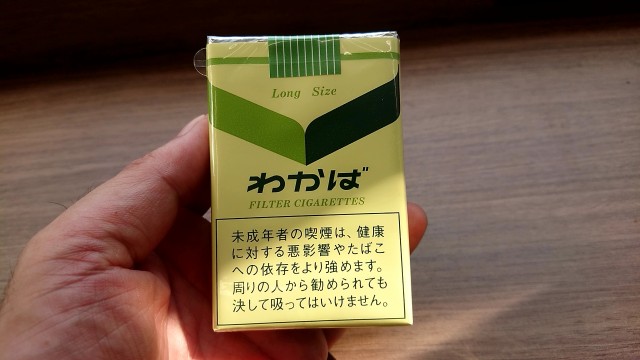 Long Size
わかば
FILTER CIGARETTES
未成年者の喫煙は、健康
に対する悪影響やたばこ
への依存をより強めます。
周りの人から勧められても
決して吸ってはいけません。